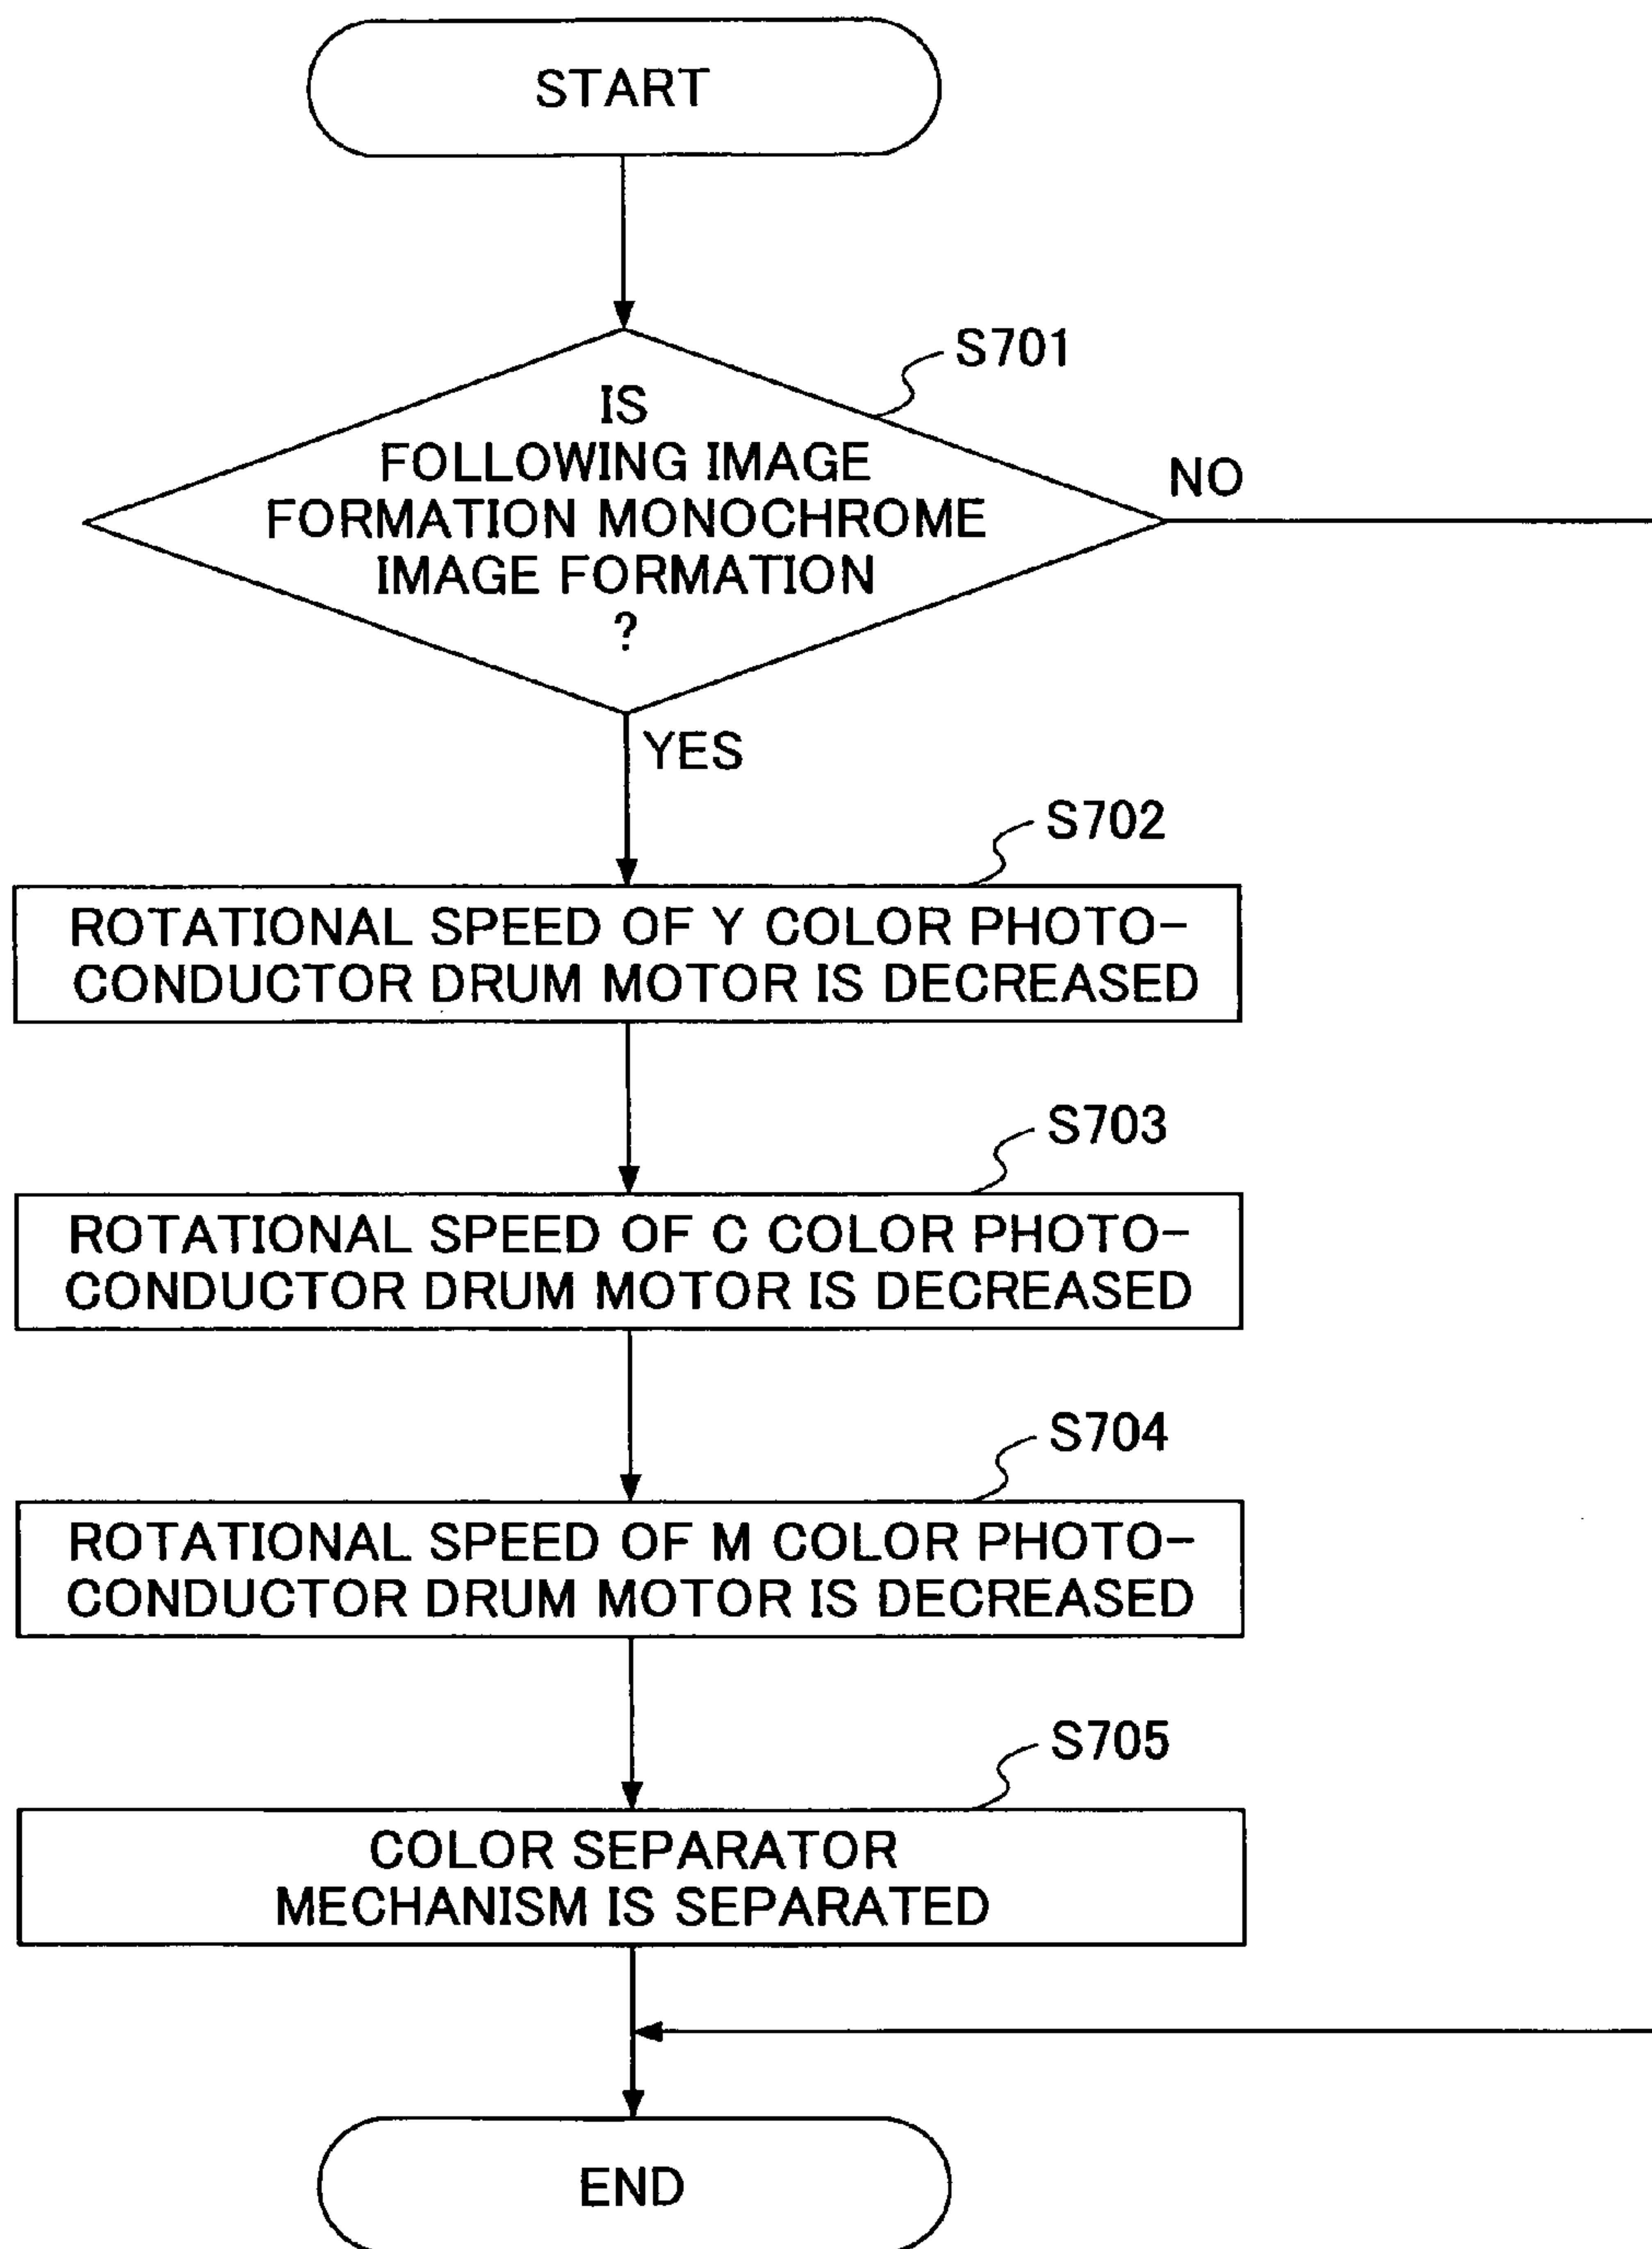 START
S701
IS
FOLLOWING IMAGE
FORMATION MONOCHROME
IMAGE FORMATION
?
NO
YES
S702
ROTATIONAL SPEED OF Y COLOR PHOTO-
CONDUCTOR DRUM MOTOR IS DECREASED
S703
ROTATIONAL SPEED OF C COLOR PHOTO-
CONDUCTOR DRUM MOTOR IS DECREASED
S704
ROTATIONAL SPEED OF M COLOR PHOTO-
CONDUCTOR DRUM MOTOR IS DECREASED
S705
COLOR SEPARATOR
MECHANISM IS SEPARATED
END